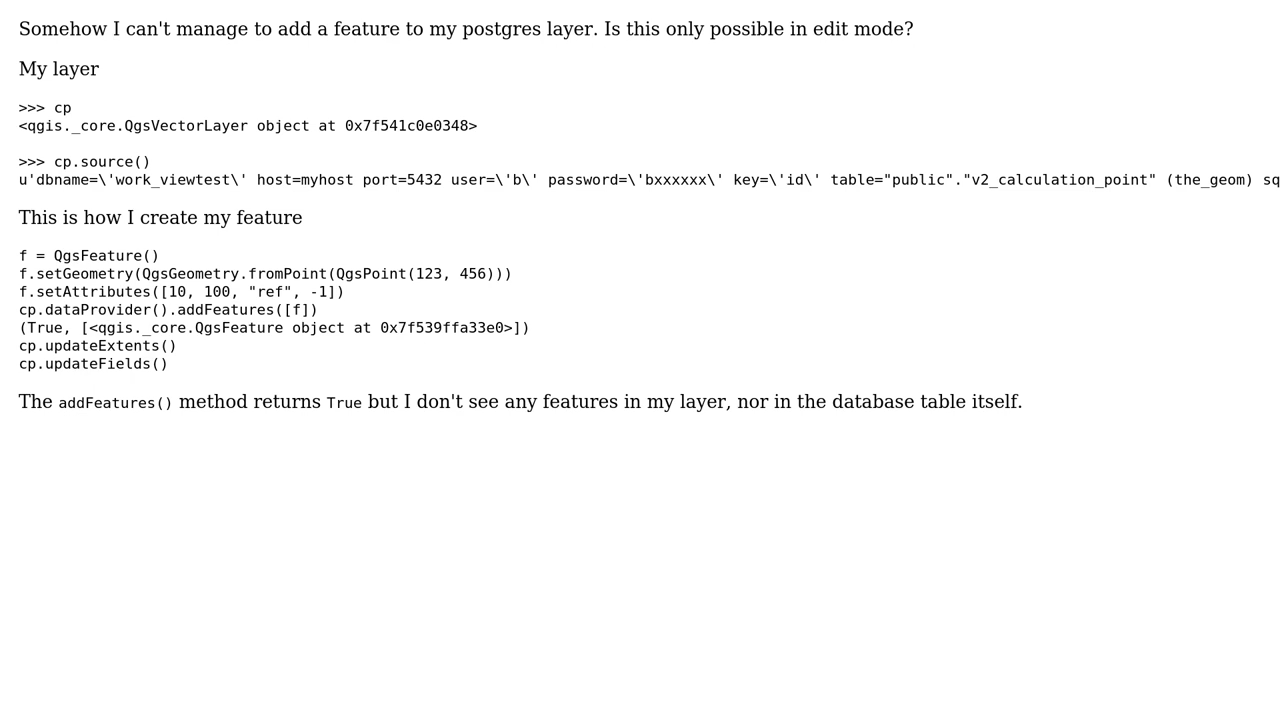 Somehow I can't manage to add a feature to my postgres layer. Is this only possible in edit mode?
My layer
>>> cp
<qgis._core.QgsVectorLayer object at 0x7f541c0e0348>
>>> cp.source()
u'dbname=\'work_viewtest\' host=myhost port=5432 user=\'b\' password=\'bxxxxxx\' key=\'id\' table="public"."v2_calculation_point" (the_geom) sq
This is how I create my feature
f = QgsFeature()
f.setGeometry(QgsGeometry.fromPoint(QgsPoint(123, 456)))
f.setAttributes([10, 100, "ref", -1])
cp.dataProvider().addFeatures([f])
(True, [<qgis._core.QgsFeature object at 0x7f539ffa33e0>])
cp.updateExtents()
cp.updateFields()
The addFeatures() method returns True but I don't see any features in my layer, nor in the database table itself.